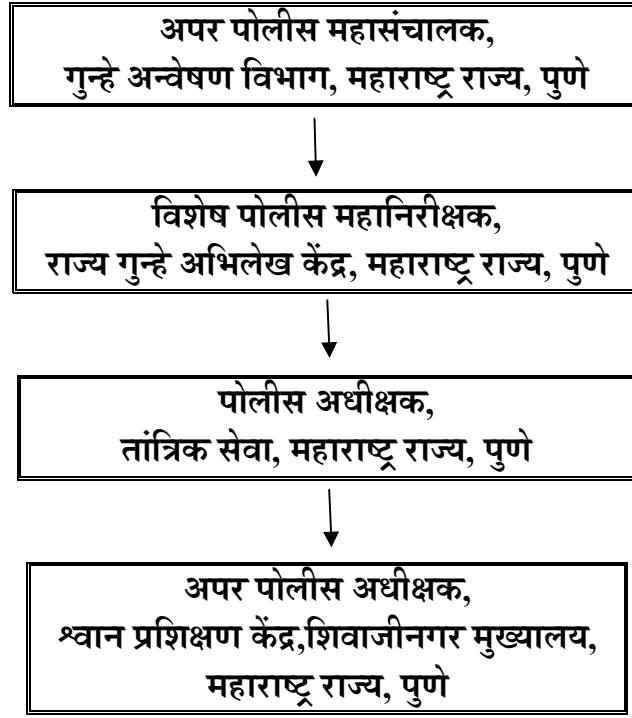 अपर पोलीस महासंचालक,
गुन्हे अन्वेषण विभाग, महाराष्ट्र राज्य, पुणे
विशेष पोलीस महानिरीक्षक,
राज्य गुन्हे अभिलेख केंद्र, महाराष्ट्र राज्य, पुणे
पोलीस अधीक्षक,
तांत्रिक सेवा, महाराष्ट्र राज्य, पुणे
अपर पोलीस अधीक्षक,
श्वान प्रशिक्षण केंद्र,शिवाजीनगर मुख्यालय,
महाराष्ट्र राज्य, पुणे